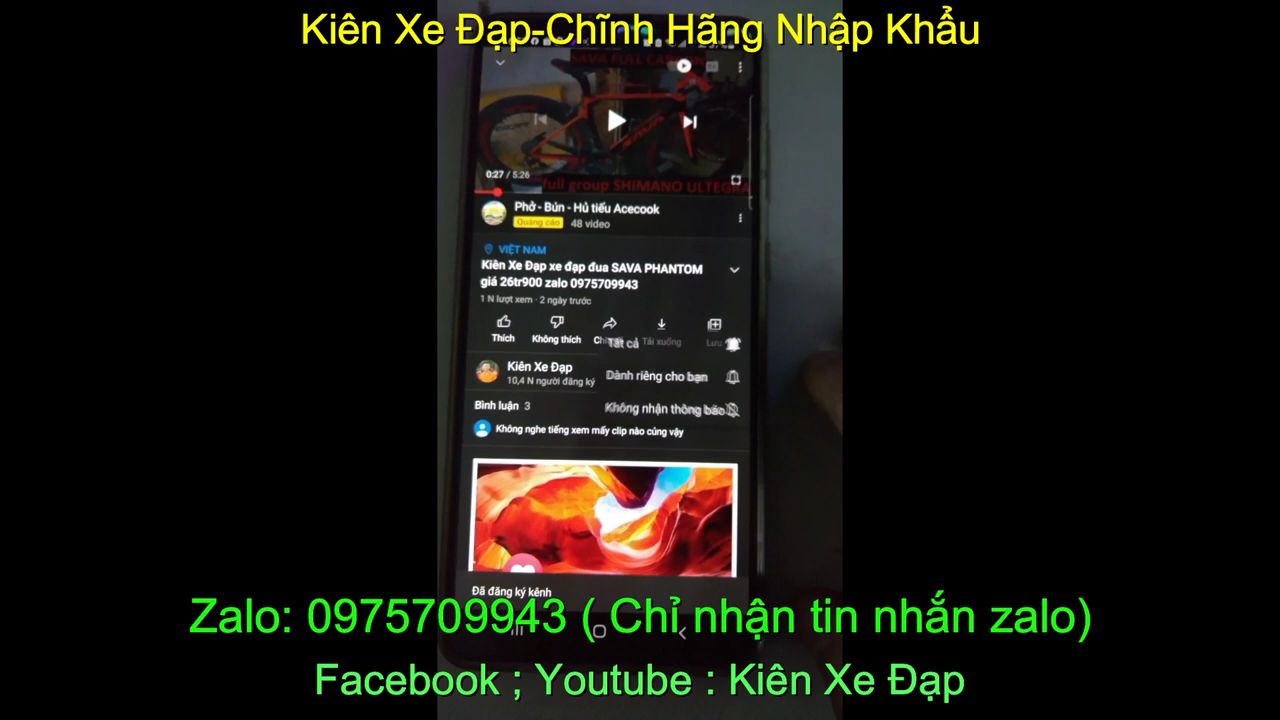 Kiên Xe Đạp-Chĩnh Hãng Nhập Khẩu
SAVA FULL
0:27 / 5:26
full group SHIMANO ULTEGRA
Phở - Bún - Hủ tiếu Acecook
Quảng cáo 48 video
VIỆT NAM
Kiên Xe Đạp xe đạp đua SAVA PHANTOM
giá 26tr900 zalo 0975709943
1 N lượt xem · 2 ngày trước
Thích Không thích Tải xuống Lưu
Tất cả
Kiên Xe Đạp
10,4 N người đăng ký
Dành riêng cho bạn
Bình luận 3
Không nhận thông báo
Không nghe tiếng xem mấy clip nào củng vậy
Đã đăng ký kênh
Zalo: 0975709943 ( Chỉ nhận tin nhắn zalo)
Facebook ; Youtube : Kiên Xe Đạp